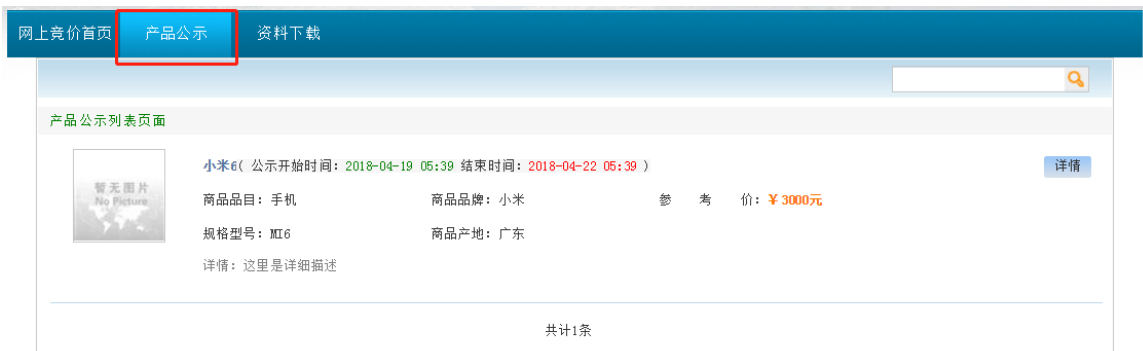 网上竞价首页 产品公示 资料下载
产品公示列表页面
小米6( 公示开始时间：2018-04-19 05:39 结束时间：2018-04-22 05:39 ) 详情
暂无图片
No Picture
商品品目：手机 商品品牌：小米 参 考 价：¥3000元
规格型号：MI6 商品产地：广东
详情：这里是详细描述
共计1条